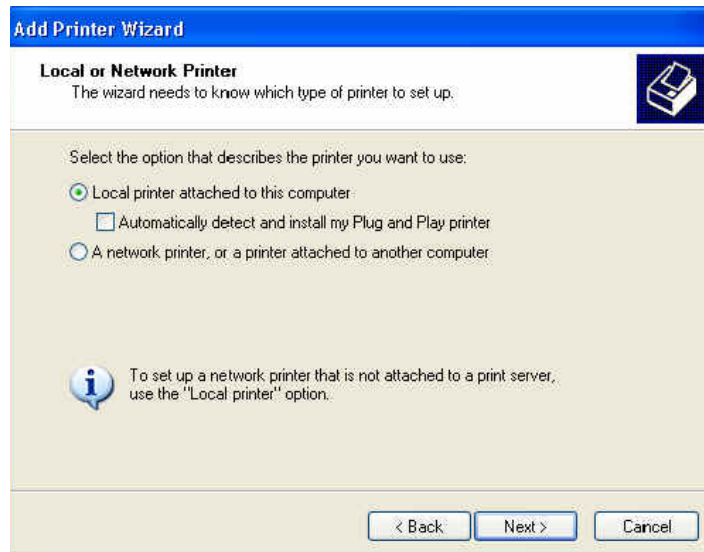 Add Printer Wizard
Local or Network Printer
The wizard needs to know which type of printer to set up.
Select the option that describes the printer you want to use:
Local printer attached to this computer
Automatically detect and install my Plug and Play printer
A network printer, or a printer attached to another computer
To set up a network printer that is not attached to a print server,
use the "Local printer" option.
< Back Next > Cancel